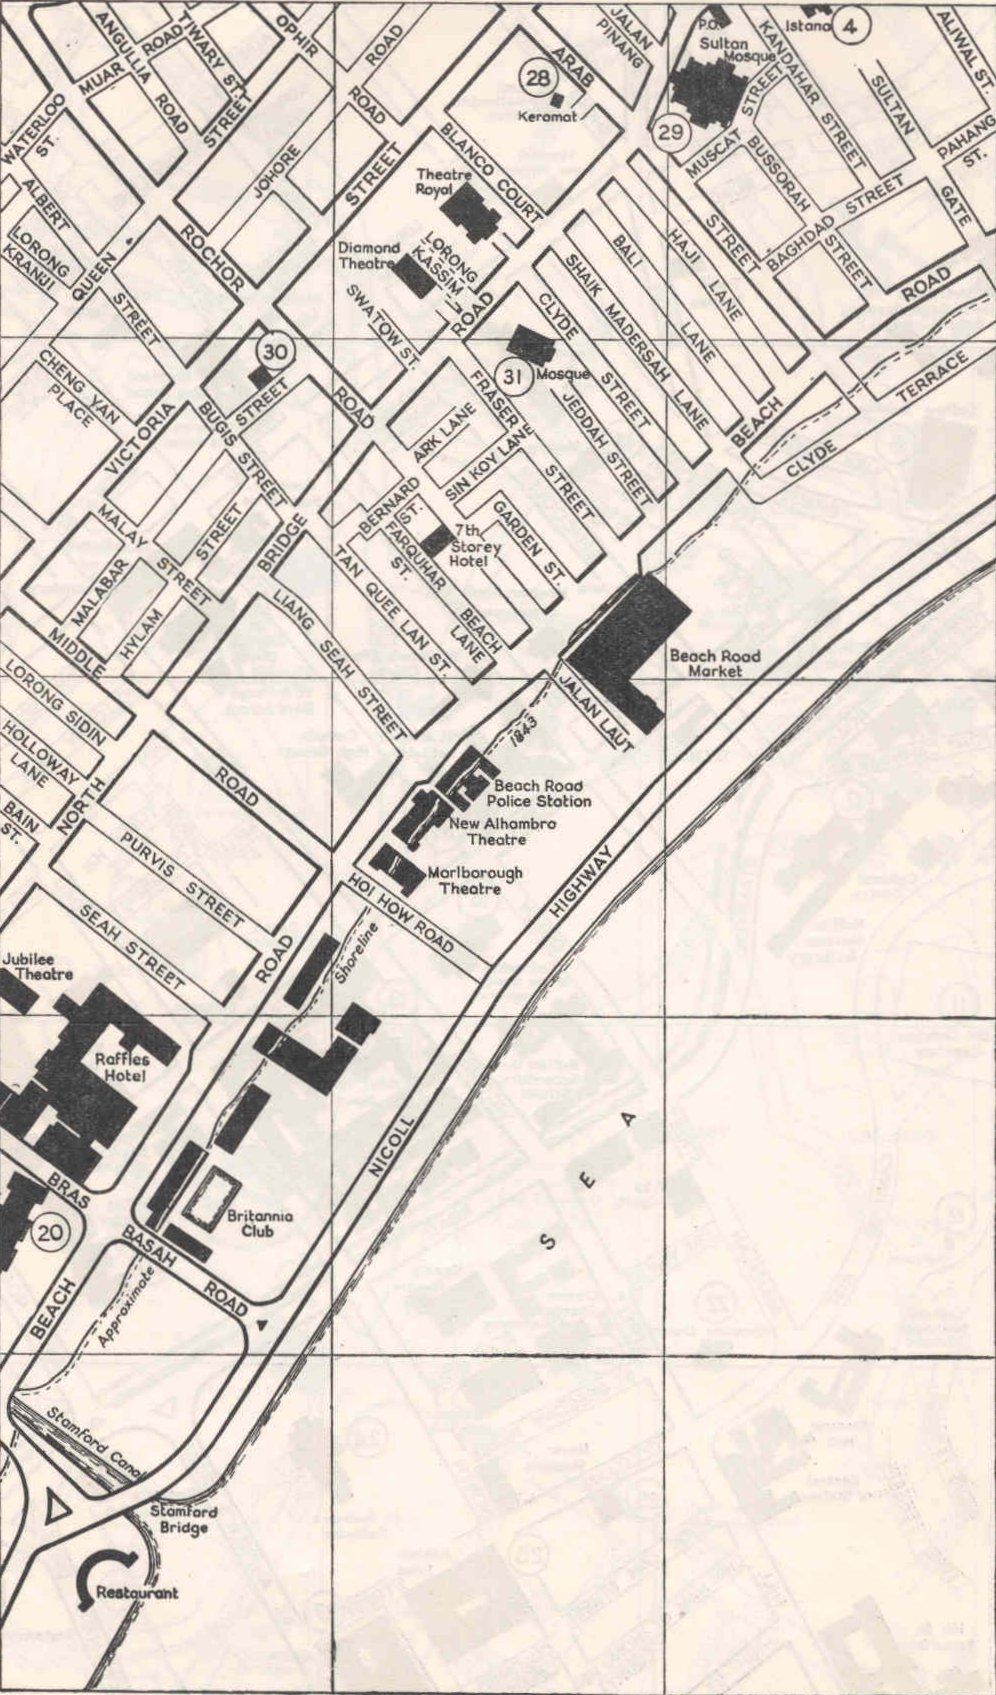 ANGULLIA
ROAD
MUAR
ROAD
TIWARY ST.
OPHIR
ROAD
ROAD
STREET
WATERLOO
ST.
JOHORE
STREET
ARAB
JALAN
PINANG
P.O.
Istana
4
Sultan
Mosque
KANDAHAR
STREET
SULTAN
ALIWAL ST.
PAHANG
ST.
GATE
28
Keramat
29
MUSCAT
STREET
BUSSORAH
STREET
BAGHDAD
STREET
ROAD
BLANCO COURT
Theatre
Royal
Diamond
Theatre
LORONG
KASSIM
SWATOW ST.
ROAD
ALBERT
LORONG
KRANJI
QUEEN
STREET
ROCHOR
ROAD
CHENG YAN
PLACE
VICTORIA
STREET
30
BUGIS
STREET
CLYDE
STREET
SHAIK MADERSAH LANE
BALI
LANE
HAJI LANE
STREET
31
Mosque
BEACH
TERRACE
CLYDE
FRASER
STREET
JEDDAH STREET
ARK LANE
SIN KOY LANE
BERNARD
ST.
GARDEN ST.
7th
Storey
Hotel
FARQUHAR
ST.
BEACH
LANE
TAN QUEE LAN ST.
LIANG SEAH STREET
BRIDGE
MALAY
STREET
STREET
MALABAR
HYLAM
MIDDLE
ROAD
LORONG SIDIN
HOLLOWAY
LANE
BAIN
ST.
NORTH
PURVIS STREET
SEAH STREET
Beach Road
Market
JALAN LAUT
1843
Beach Road
Police Station
New Alhambra
Theatre
Marlborough
Theatre
HOI HOW ROAD
Shoreline
ROAD
HIGHWAY
NICOLL
Jubilee
Theatre
Raffles
Hotel
BRAS
BASAH
ROAD
20
Britannia
Club
BEACH
Approximate
S E A
Stamford Canal
Stamford
Bridge
Restaurant